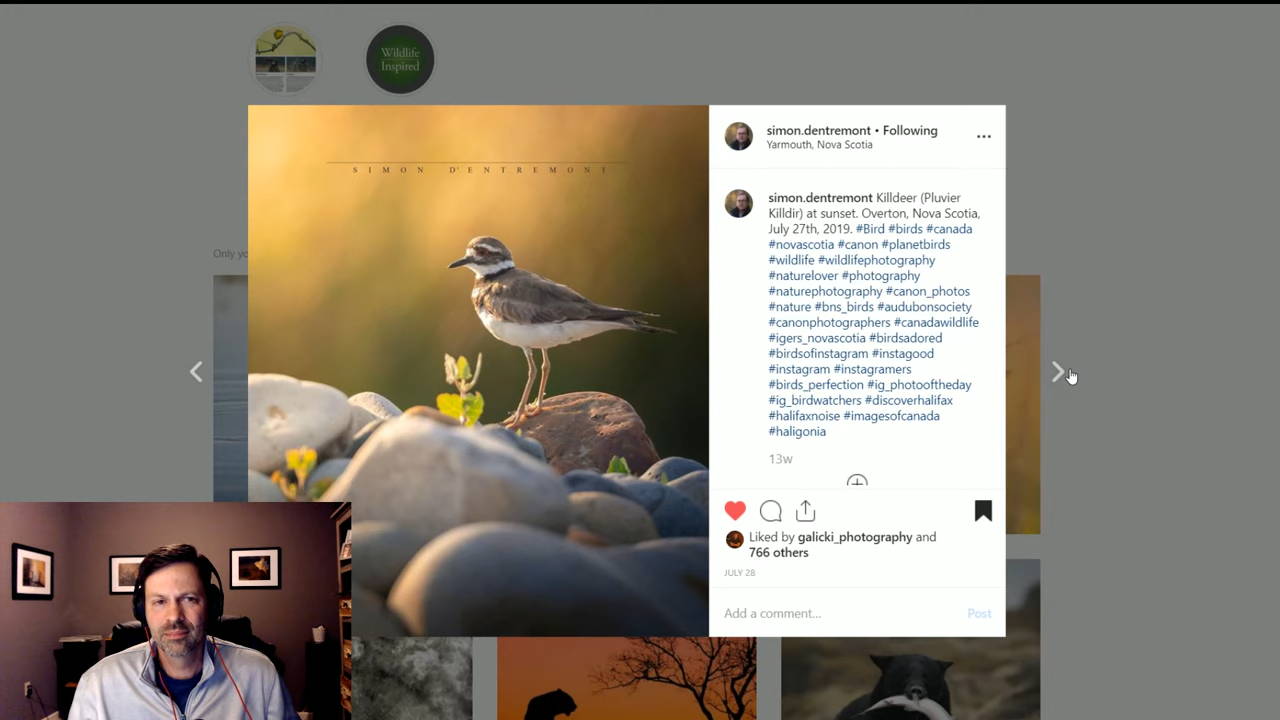 Wildlife
Inspired
Only yo
SIMON D'ENTREMONT
simon.dentremont • Following
Yarmouth, Nova Scotia
simon.dentremont Killdeer (Pluvier
Killdir) at sunset. Overton, Nova Scotia,
July 27th, 2019. #Bird #birds #canada
#novascotia #canon #planetbirds
#wildlife #wildlifephotography
#naturelover #photography
#naturephotography #canon_photos
#nature #bns_birds #audubonsociety
#canonphotographers #canadawildlife
#igers_novascotia #birdsadored
#birdsofinstagram #instagood
#instagram #instagramers
#birds_perfection #ig_photooftheday
#ig_birdwatchers #discoverhalifax
#halifaxnoise #imagesofcanada
#haligonia
13w
Liked by galicki_photography and
766 others
JULY 28
Add a comment... Post